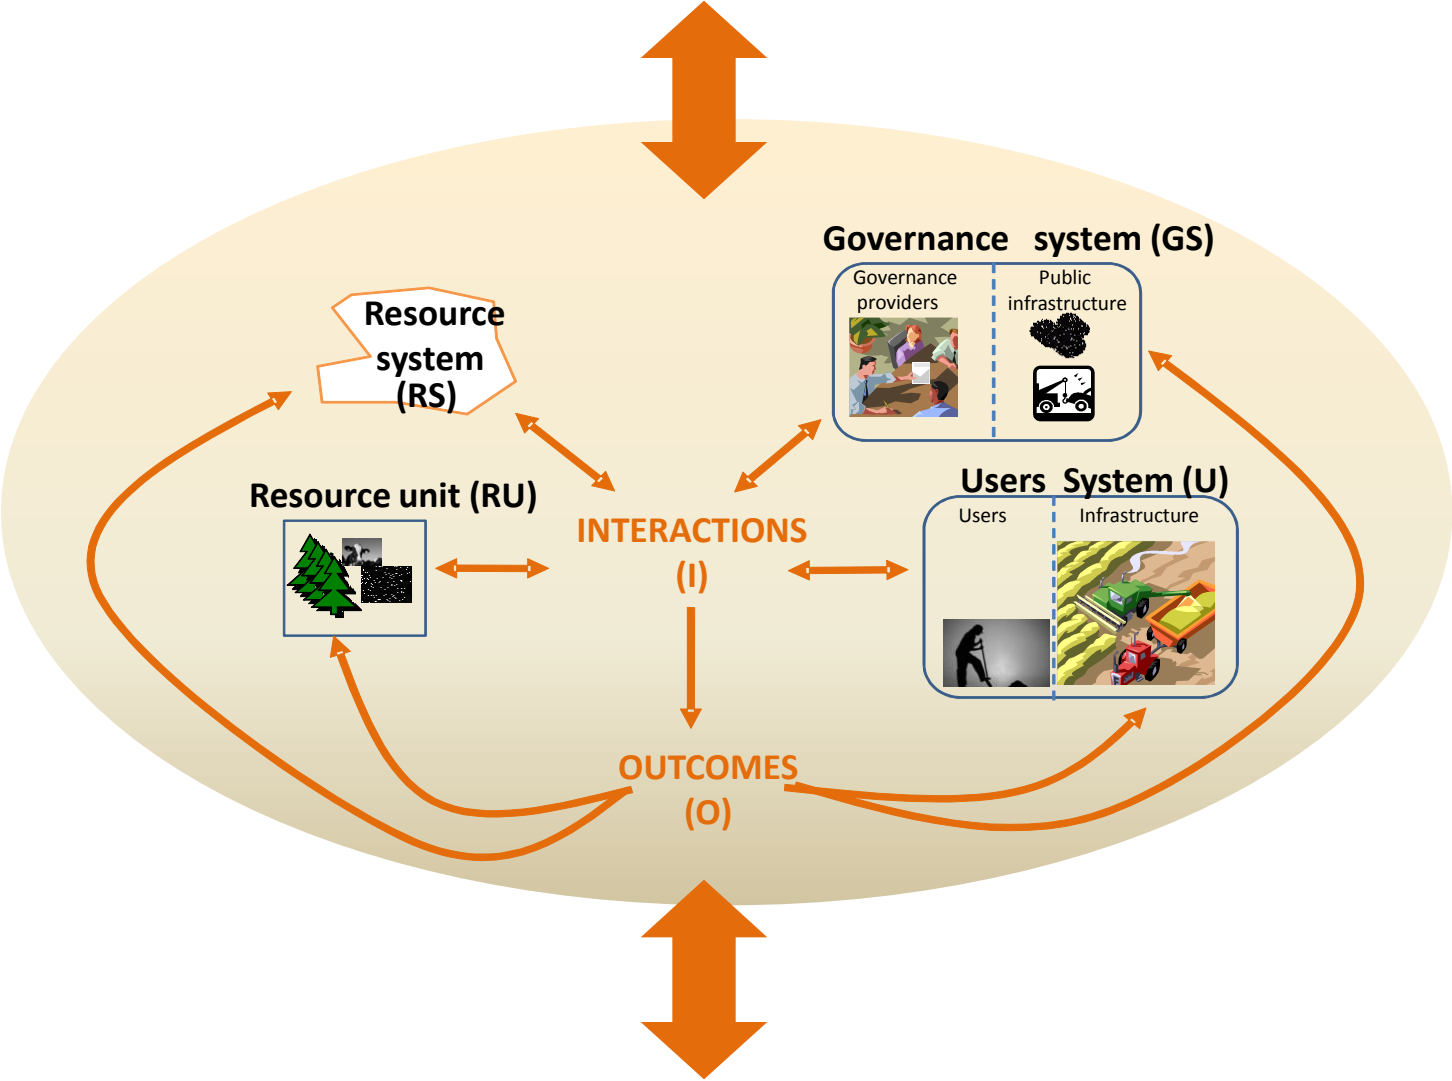 Governance system (GS)
Governance
providers
Public
infrastructure
Resource
system
(RS)
Resource unit (RU)
Users System (U)
Users
Infrastructure
INTERACTIONS
(I)
OUTCOMES
(O)